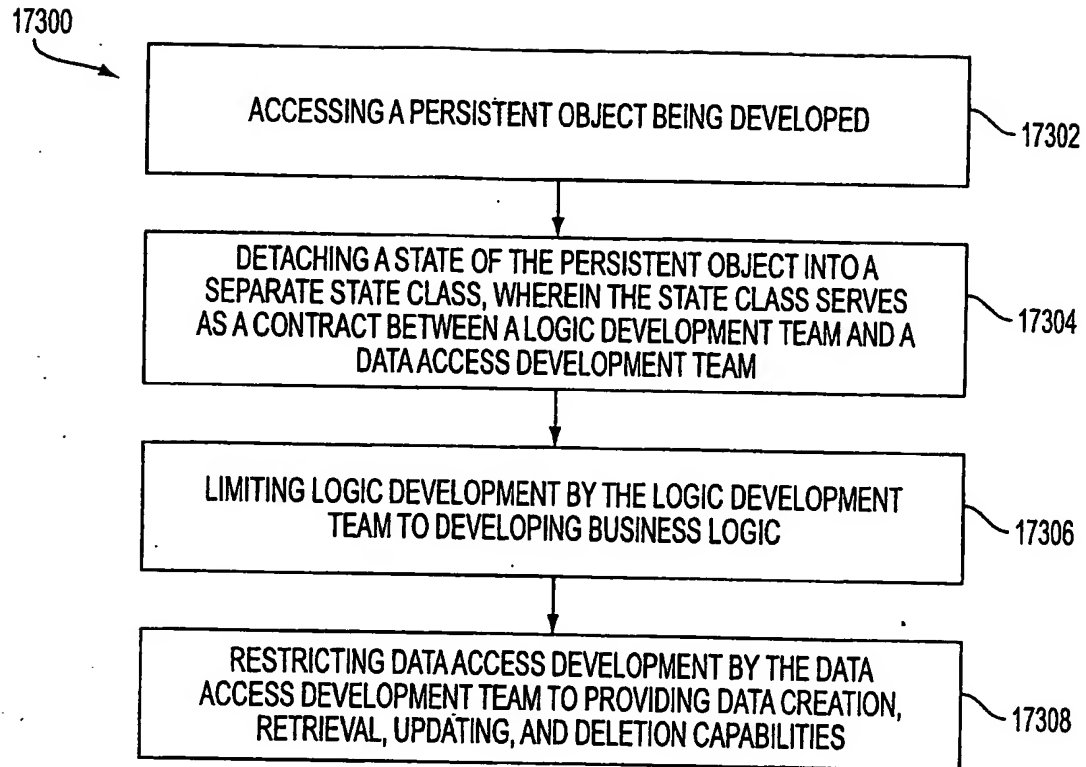 17300
ACCESSING A PERSISTENT OBJECT BEING DEVELOPED
17302
DETACHING A STATE OF THE PERSISTENT OBJECT INTO A
SEPARATE STATE CLASS, WHEREIN THE STATE CLASS SERVES
AS A CONTRACT BETWEEN A LOGIC DEVELOPMENT TEAM AND A
DATA ACCESS DEVELOPMENT TEAM
17304
LIMITING LOGIC DEVELOPMENT BY THE LOGIC DEVELOPMENT
TEAM TO DEVELOPING BUSINESS LOGIC
17306
RESTRICTING DATA ACCESS DEVELOPMENT BY THE DATA
ACCESS DEVELOPMENT TEAM TO PROVIDING DATA CREATION,
RETRIEVAL, UPDATING, AND DELETION CAPABILITIES
17308